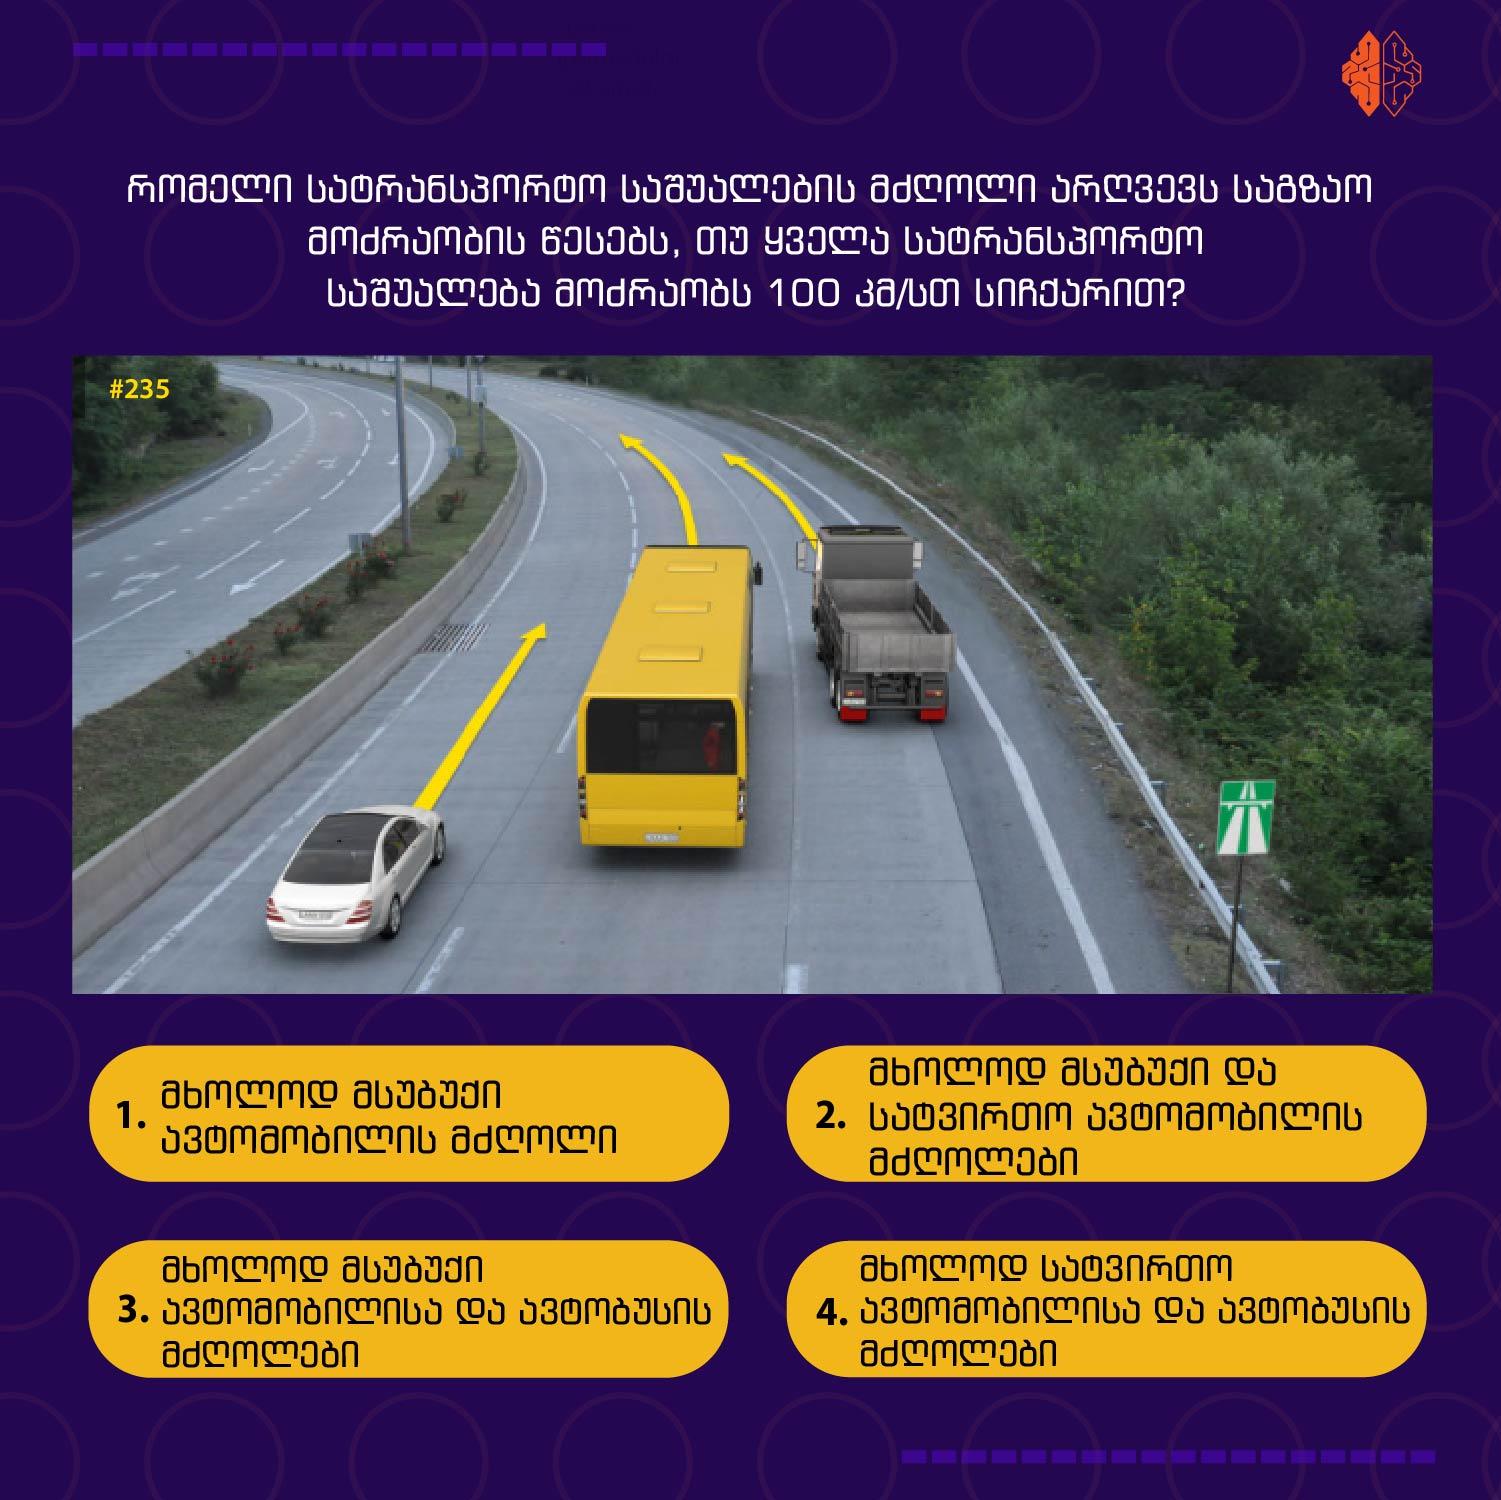 რომელი სატრანსპორტო საშუალების მძღოლი არღვევს საგზაო
მოძრაობის წესებს, თუ ყველა სატრანსპორტო
საშუალება მოძრაობს 100 კმ/სთ სიჩქარით?
#235
1. მხოლოდ მსუბუქი
ავტომობილის მძღოლი
2. მხოლოდ მსუბუქი და
სატვირთო ავტომობილის
მძღოლები
3. მხოლოდ მსუბუქი
ავტომობილისა და ავტობუსის
მძღოლები
4. მხოლოდ სატვირთო
ავტომობილისა და ავტობუსის
მძღოლები